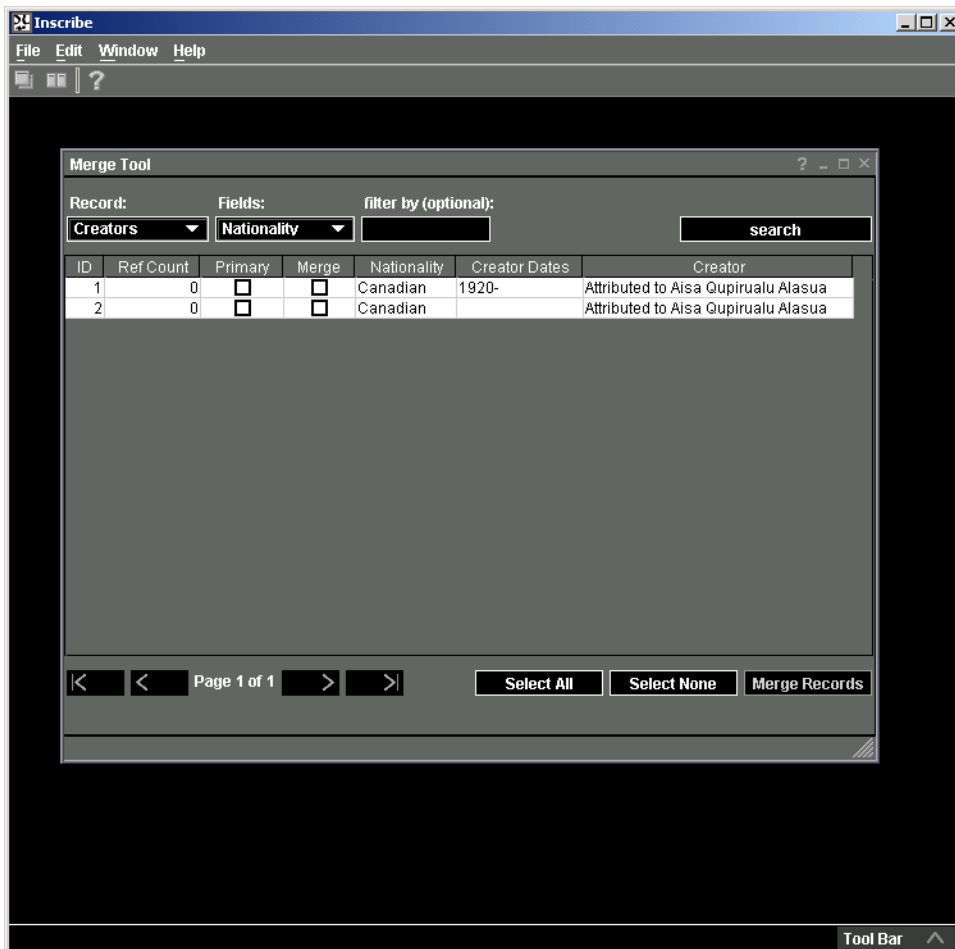 Inscribe
File Edit Window Help
?
Merge Tool ?
Record: Fields: filter by (optional):
Creators Nationality search
ID Ref Count Primary Merge Nationality Creator Dates Creator
1 0 Canadian 1920- Attributed to Aisa Qupirualu Alasua
2 0 Canadian Attributed to Aisa Qupirualu Alasua
Page 1 of 1 Select All Select None Merge Records
Tool Bar